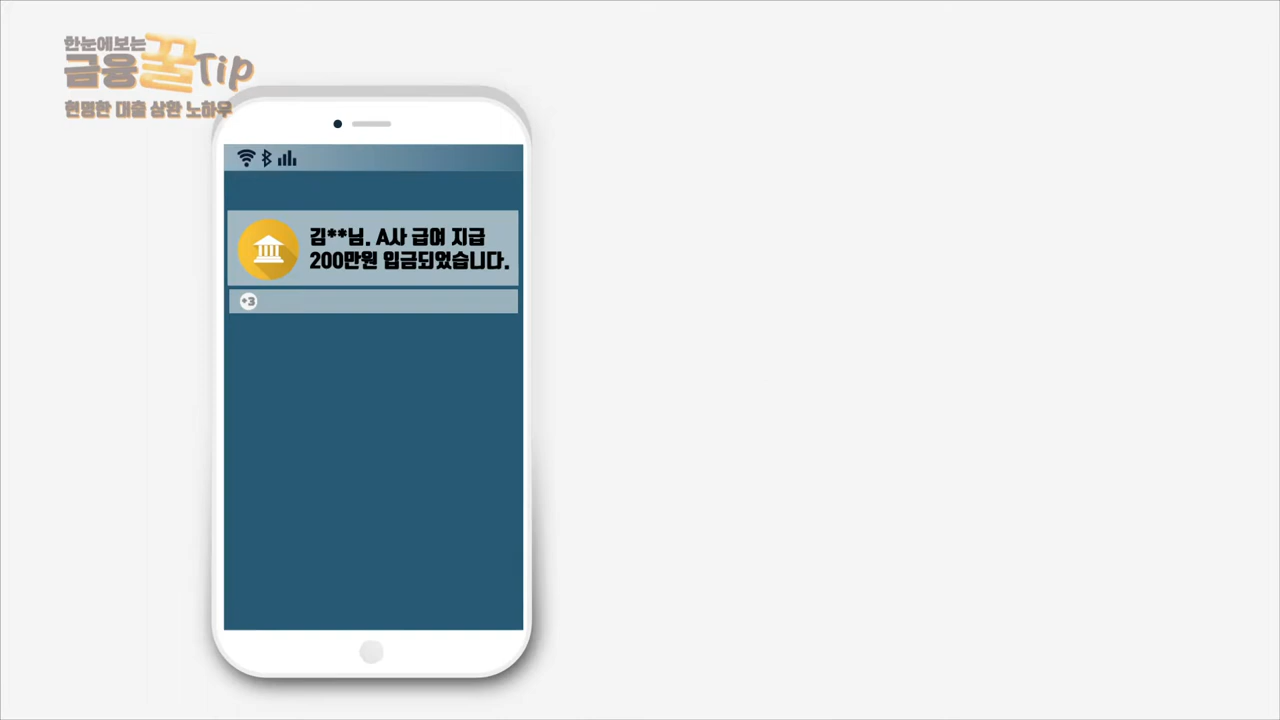 한눈에보는
금융꿀Tip
현명한 대출 상환 노하우
김**님. A사 급여 지급
200만원 입금되었습니다.
+3